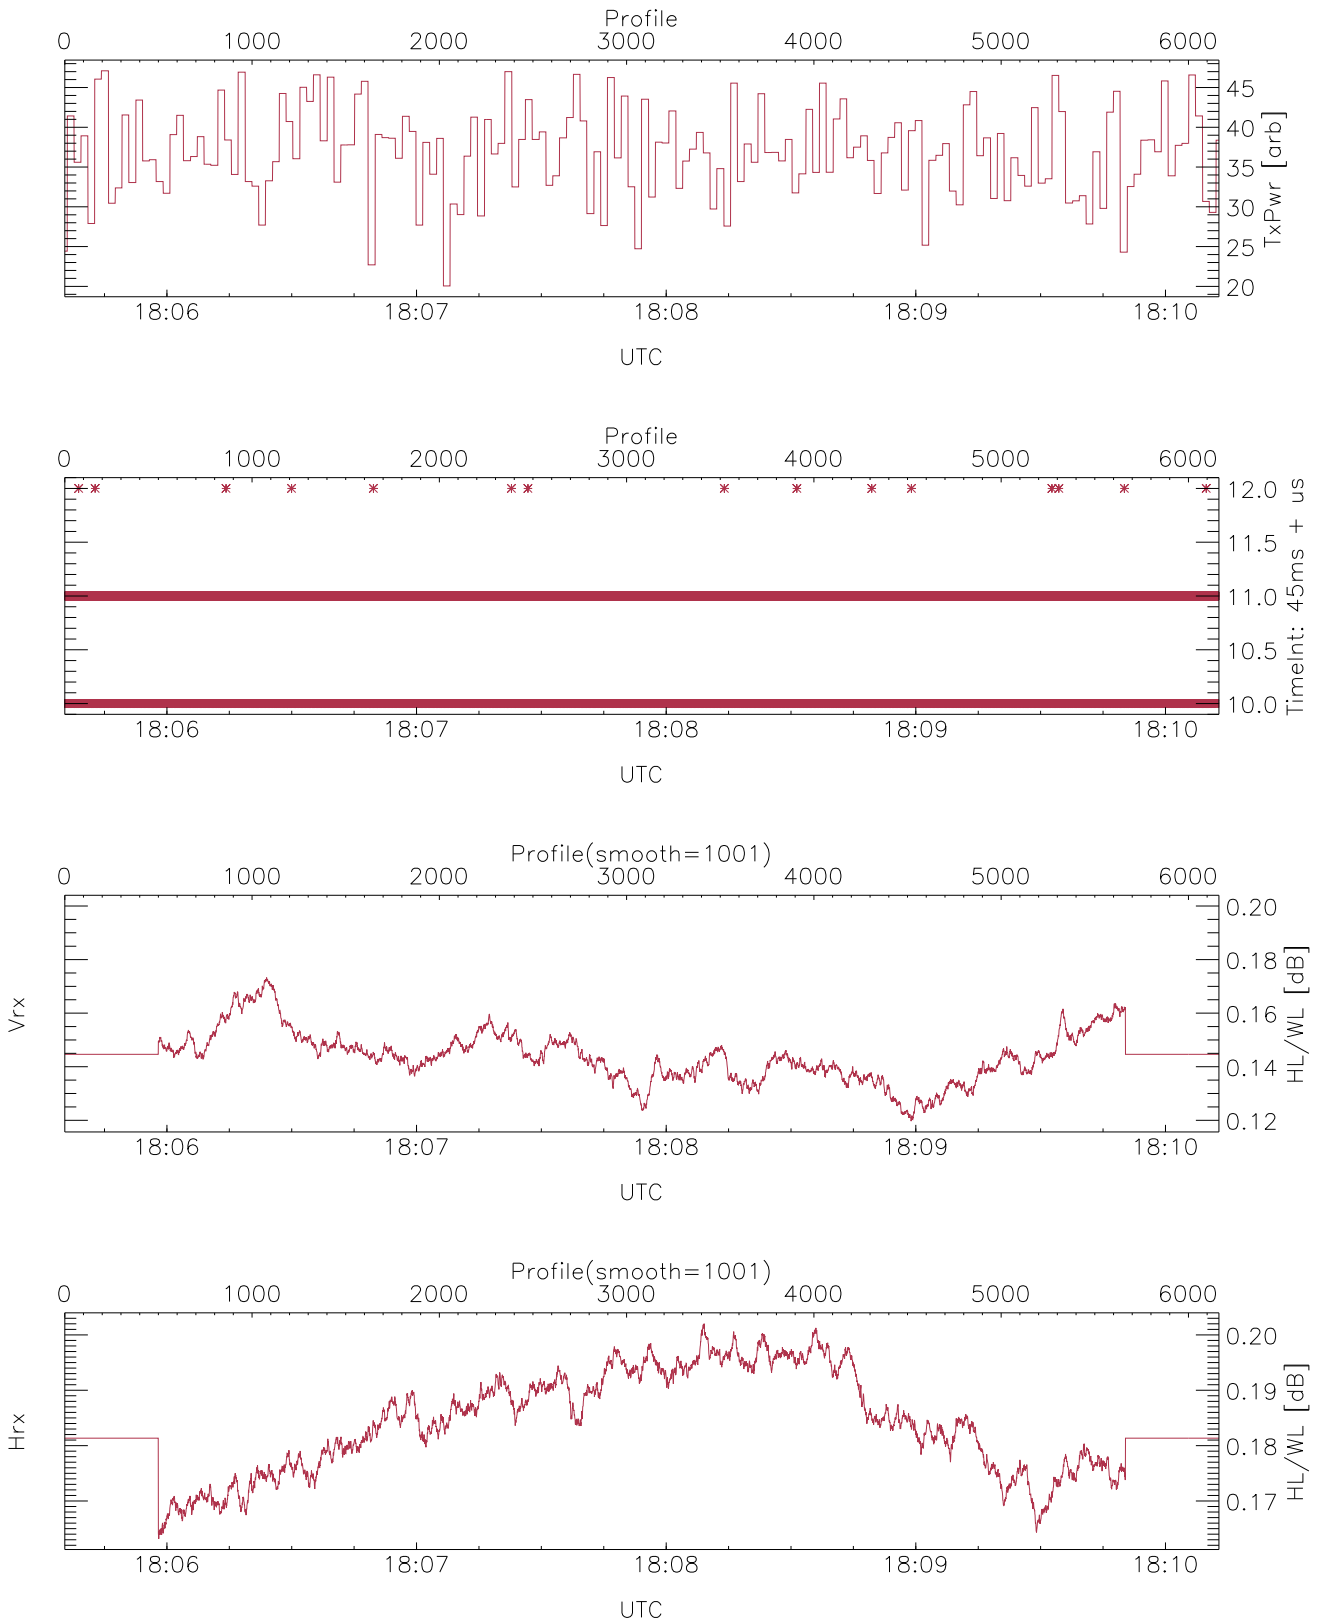 Profile
0 1000 2000 3000 4000 5000 6000
45
40
35
30
25
20
TxPwr [arb]
18:06 18:07 18:08 18:09 18:10
UTC
Profile
0 1000 2000 3000 4000 5000 6000
12.0
11.5
11.0
10.5
10.0
TimeInt: 45ms + us
18:06 18:07 18:08 18:09 18:10
UTC
Profile(smooth=1001)
0 1000 2000 3000 4000 5000 6000
Vrx
0.20
0.18
0.16
0.14
0.12
HL/WL [dB]
18:06 18:07 18:08 18:09 18:10
UTC
Profile(smooth=1001)
0 1000 2000 3000 4000 5000 6000
Hrx
0.20
0.19
0.18
0.17
HL/WL [dB]
18:06 18:07 18:08 18:09 18:10
UTC